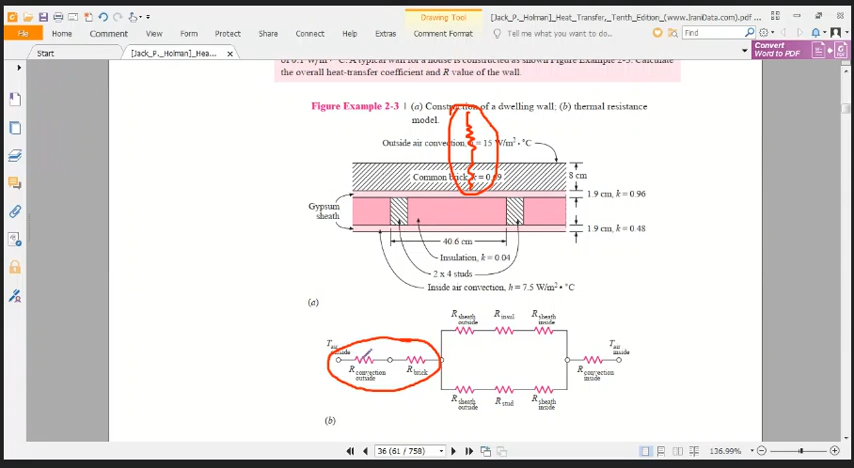 Drawing Tool
[Jack_P._Holman]_Heat_Transfer,_Tenth_Edition_(www.IraniData.com).pdf ...
File
Home
Comment
View
Form
Protect
Share
Connect
Help
Extras
Comment Format
Tell me what you want to do...
Find
Start
[Jack_P._Holman]_Hea...
Convert
Word to PDF
the overall heat-transfer coefficient and R value of the wall.
Figure Example 2-3 | (a) Construction of a dwelling wall; (b) thermal resistance
model.
Outside air convection, = 15 W/m² • °C
Common brick, k = 0.69
8 cm
1.9 cm, k = 0.96
Gypsum
sheath
1.9 cm, k = 0.48
40.6 cm
Insulation, k = 0.04
2 x 4 studs
Inside air convection, h = 7.5 W/m² • °C
(a)
R sheath outside
R insul
R sheath inside
T air outside
T air inside
R convection outside
R brick
R convection inside
R sheath outside
R stud
R sheath inside
(b)
36 (61 / 758)
136.99%